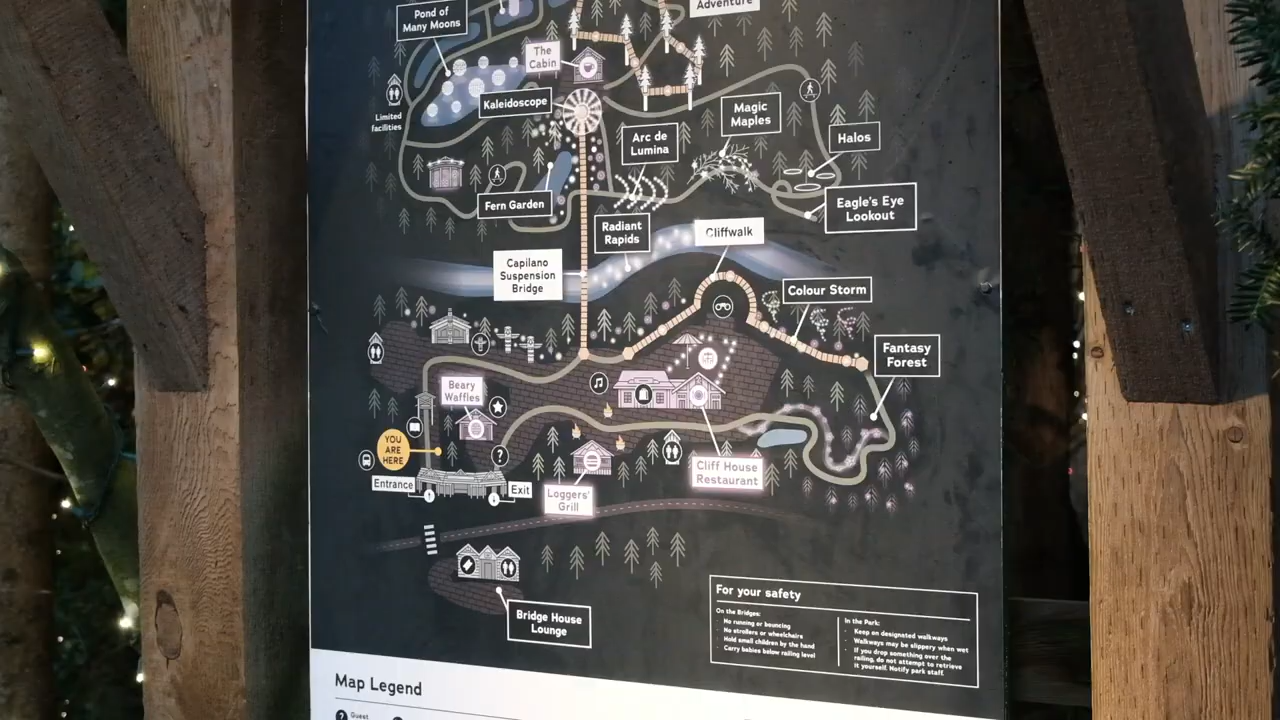 Adventure
Pond of
Many Moons
The
Cabin
Kaleidoscope
Limited
facilities
Magic
Maples
Arc de
Lumina
Halos
Fern Garden
Eagle's Eye
Lookout
Radiant
Rapids
Cliffwalk
Capilano
Suspension
Bridge
Colour Storm
Fantasy
Forest
Beary
Waffles
YOU
ARE
HERE
?
Entrance
Exit
Cliff House
Restaurant
Loggers'
Grill
Bridge House
Lounge
For your safety
On the Bridges:
· No running or bouncing
· No strollers or wheelchairs
· Hold small children by the hand
· Carry babies below railing level
In the Park:
· Keep on designated walkways
· Walkways may be slippery when wet
· If you drop something over the
railing, do not attempt to retrieve
it yourself. Notify park staff.
Map Legend
? Guest